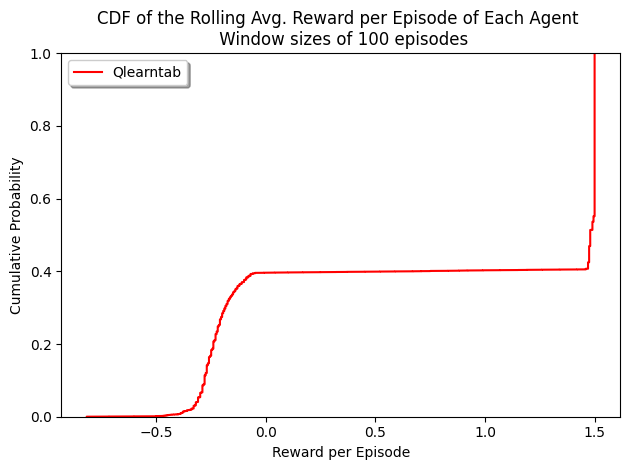 CDF of the Rolling Avg. Reward per Episode of Each Agent
Window sizes of 100 episodes
Qlearntab
1.0
0.8
0.6
0.4
0.2
0.0
Cumulative Probability
−0.5
0.0
0.5
1.0
1.5
Reward per Episode